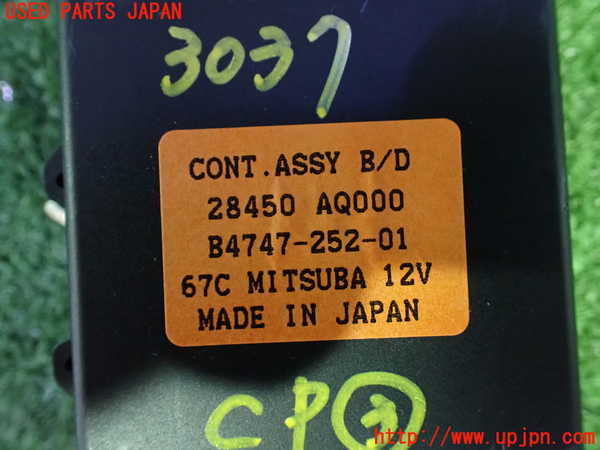 USED PARTS JAPAN
3037
CONT.ASSY B/D
28450 AQ000
B4747-252-01
67C MITSUBA 12V
MADE IN JAPAN
CP③
http://www.upjpn.com/